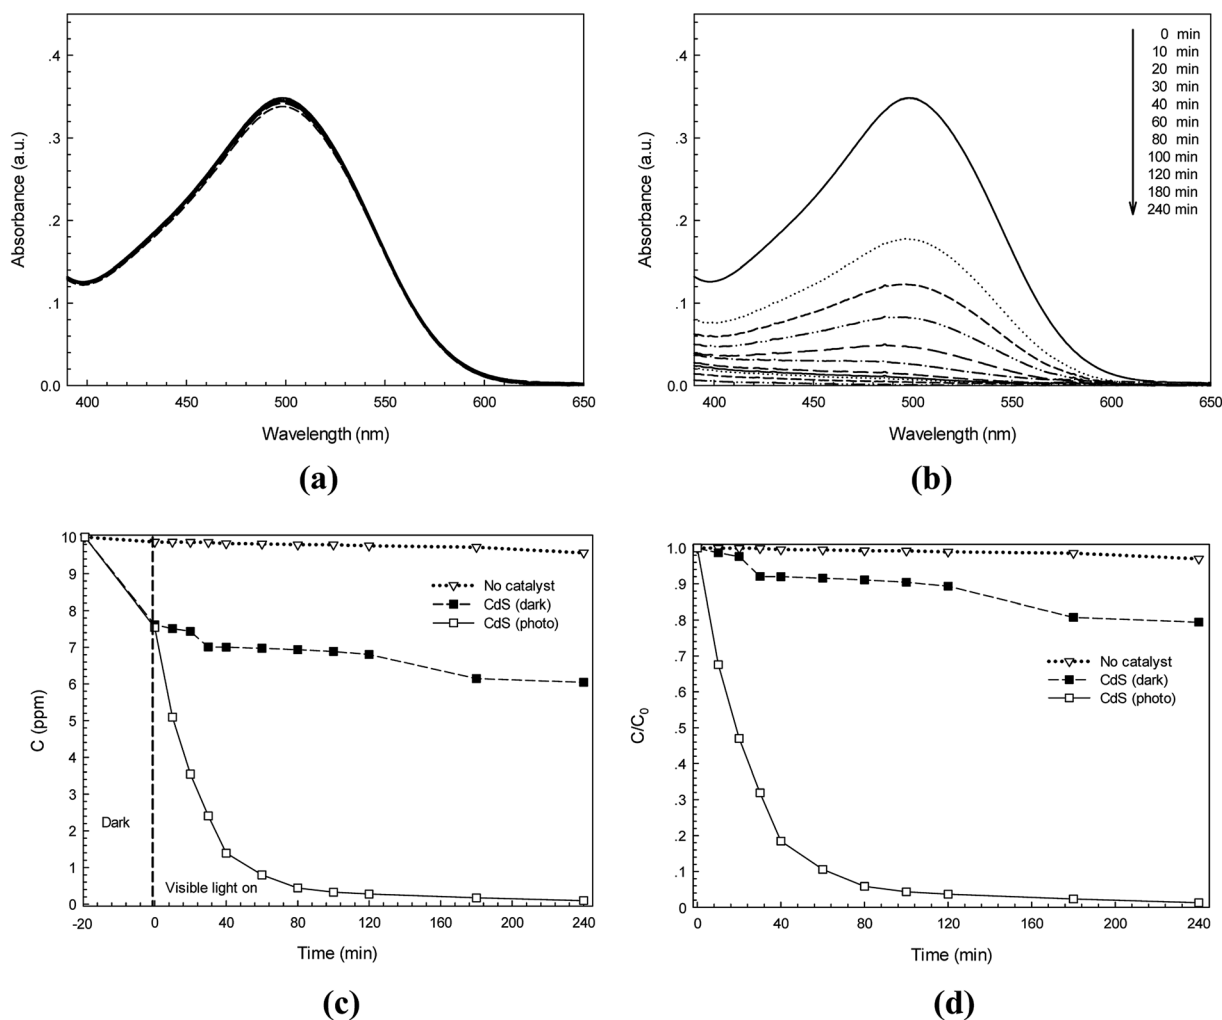 .4
.3
.2
.1
0.0
Absorbance (a.u.)
400 450 500 550 600 650
Wavelength (nm)
(a)
.4
.3
.2
.1
0.0
Absorbance (a.u.)
0 min
10 min
20 min
30 min
40 min
60 min
80 min
100 min
120 min
180 min
240 min
400 450 500 550 600 650
Wavelength (nm)
(b)
10
9
8
7
6
5
4
3
2
1
0
C (ppm)
No catalyst
CdS (dark)
CdS (photo)
Dark
Visible light on
-20 0 40 80 120 160 200 240
Time (min)
(c)
1.0
.9
.8
.7
.6
.5
.4
.3
.2
.1
0
C/C0
No catalyst
CdS (dark)
CdS (photo)
0 40 80 120 160 200 240
Time (min)
(d)